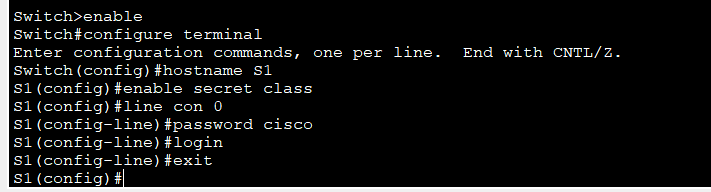 Switch>enable
Switch#configure terminal
Enter configuration commands, one per line.  End with CNTL/Z.
Switch(config)#hostname S1
S1(config)#enable secret class
S1(config)#line con 0
S1(config-line)#password cisco
S1(config-line)#login
S1(config-line)#exit
S1(config)#